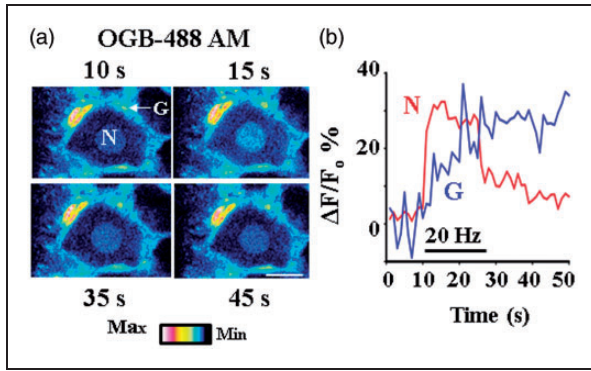 (a) OGB-488 AM
10 s 15 s
G
N
35 s 45 s
Max Min
(b)
ΔF/Fo %
40
20
0
N
G
20 Hz
0 10 20 30 40 50
Time (s)